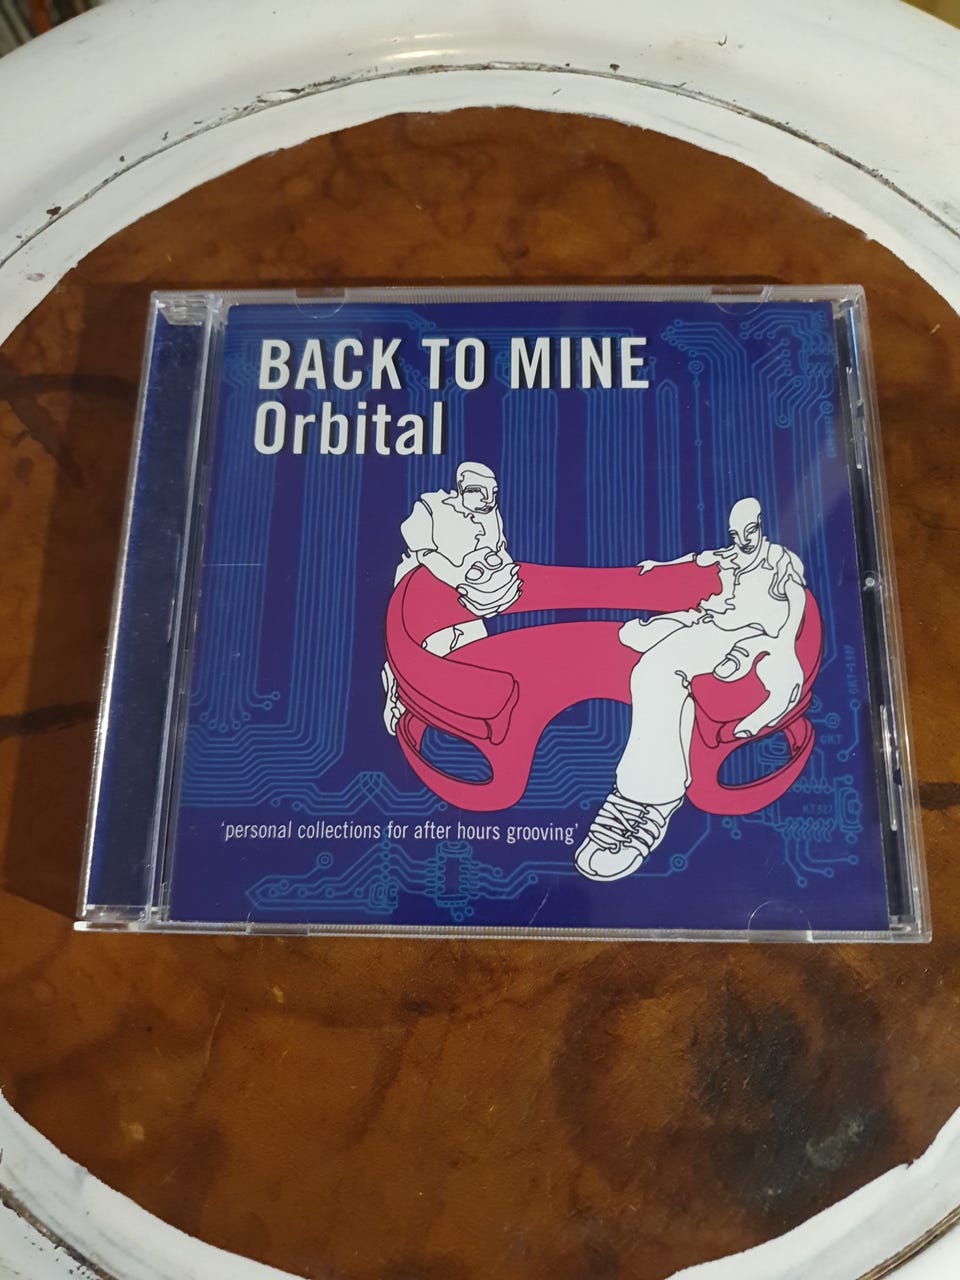 BACK TO MINE
Orbital
'personal collections for after hours grooving'